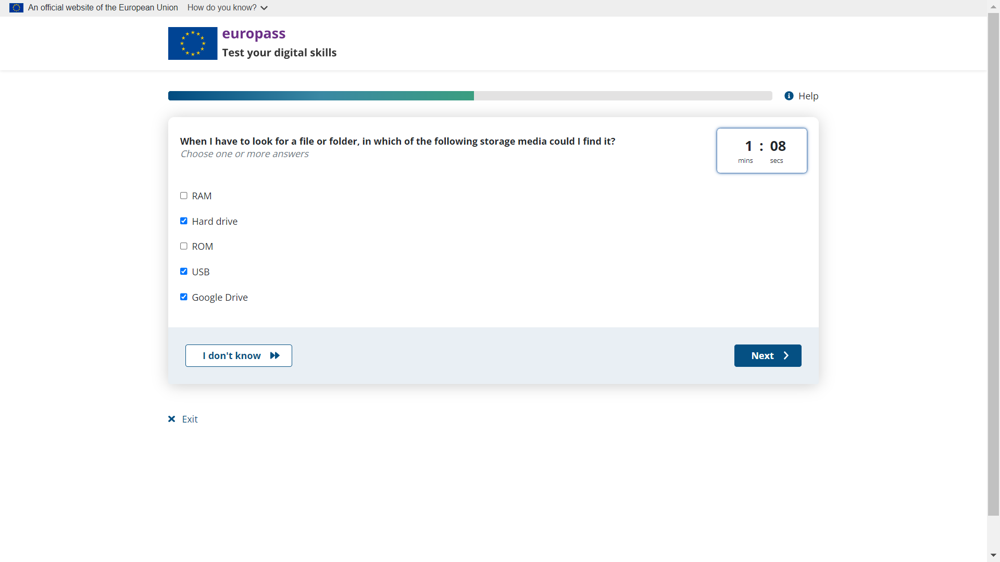 An official website of the European Union How do you know?
europass
Test your digital skills
Help
When I have to look for a file or folder, in which of the following storage media could I find it?
Choose one or more answers
1 : 08
mins secs
RAM
Hard drive
ROM
USB
Google Drive
I don't know
Next
Exit